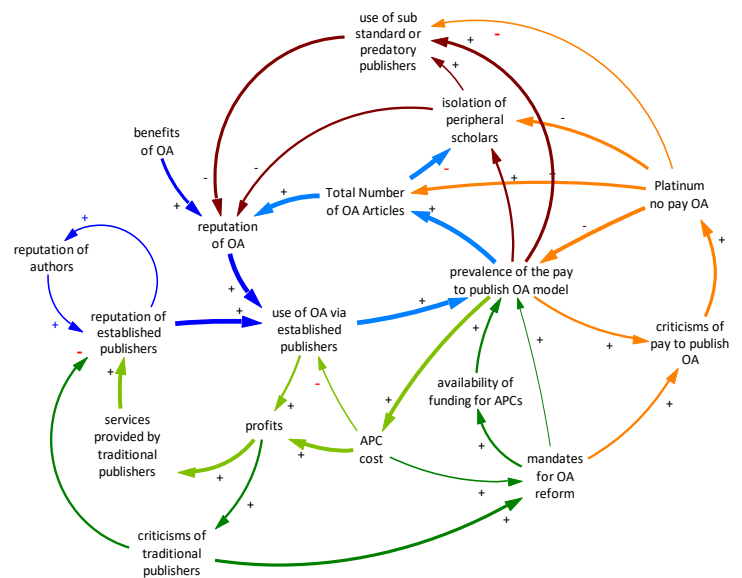 use of sub
standard or
predatory
publishers
+
-
+
isolation of
peripheral
scholars
-
benefits
of OA
-
-
-
+
+
-
+
Total Number
of OA Articles
+
Platinum
no pay OA
-
+
reputation
of OA
+
reputation of
authors
+
prevalence of the pay
to publish OA model
+
+
+
reputation of
established
publishers
+
use of OA via
established
publishers
+
+
+
criticisms of
pay to publish
OA
-
+
-
availability of
funding for APCs
+
+
+
services
provided by
traditional
publishers
profits
APC
cost
+
+
mandates
for OA
reform
+
+
+
+
criticisms of
traditional
publishers